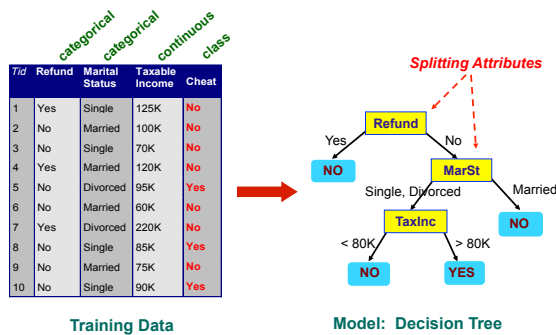 categorical
categorical
continuous
class
Tid Refund Marital Status Taxable Income Cheat
1 Yes Single 125K No
2 No Married 100K No
3 No Single 70K No
4 Yes Married 120K No
5 No Divorced 95K Yes
6 No Married 60K No
7 Yes Divorced 220K No
8 No Single 85K Yes
9 No Married 75K No
10 No Single 90K Yes
Training Data
Splitting Attributes
Refund
Yes No
NO MarSt
Single, Divorced Married
TaxInc NO
< 80K > 80K
NO YES
Model: Decision Tree